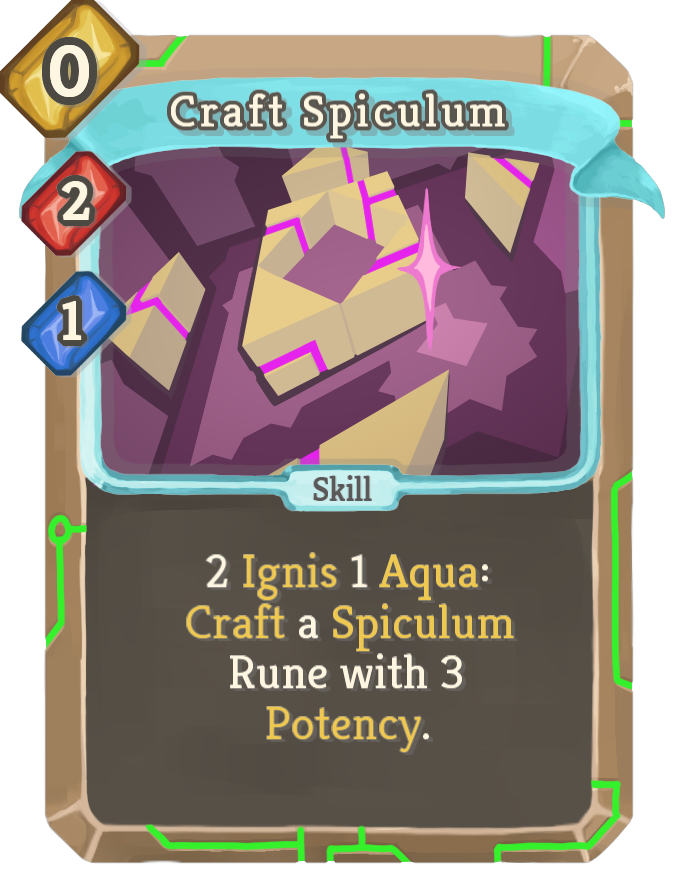 0
Craft Spiculum
2
1
Skill
2 Ignis 1 Aqua:
Craft a Spiculum
Rune with 3
Potency.